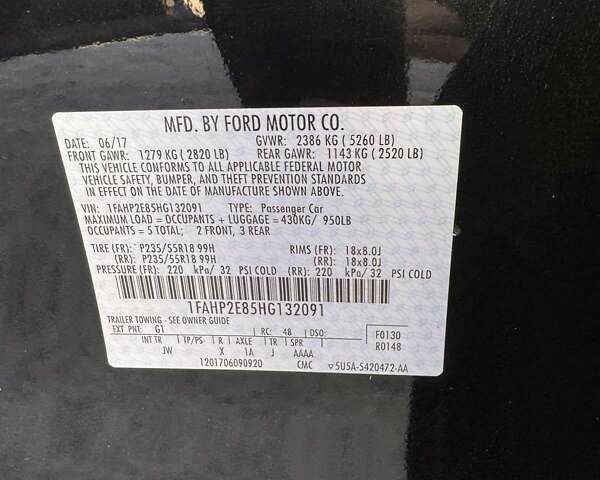 MFD. BY FORD MOTOR CO.
DATE: 06/17 GVWR: 2386 KG ( 5260 LB)
FRONT GAWR: 1279 KG ( 2820 LB) REAR GAWR: 1143 KG ( 2520 LB)
THIS VEHICLE CONFORMS TO ALL APPLICABLE FEDERAL MOTOR
VEHICLE SAFETY, BUMPER, AND THEFT PREVENTION STANDARDS
IN EFFECT ON THE DATE OF MANUFACTURE SHOWN ABOVE.
VIN: 1FAHP2E85HG132091 TYPE: Passenger Car
MAXIMUM LOAD = OCCUPANTS + LUGGAGE = 430KG/ 950LB
OCCUPANTS = 5 TOTAL; 2 FRONT, 3 REAR
TIRE (FR): P235/55R18 99H RIMS (FR): 18x8.0J
(RR): P235/55R18 99H (RR): 18x8.0J
PRESSURE (FR): 220 kPa/ 32 PSI COLD (RR): 220 kPa/ 32 PSI COLD
1FAHP2E85HG132091
TRAILER TOWING - SEE OWNER GUIDE
EXT PNT: G1 RC: 48 DSO: F0130
R0148
INT TR TP/PS R AXLE TR SPR
JW X 1A J AAAA
1201706090920 CMC ▽5U5A-5420472-AA